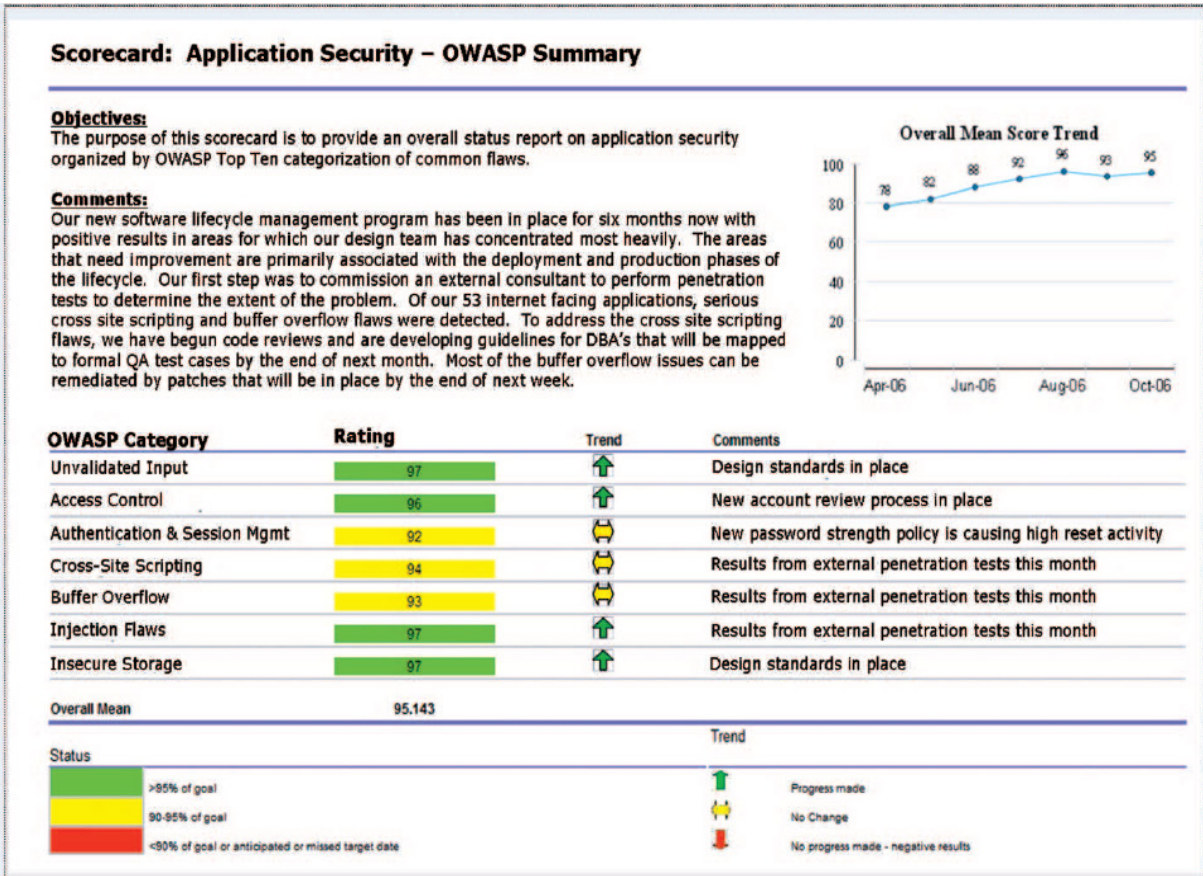 Scorecard: Application Security – OWASP Summary
Objectives:
The purpose of this scorecard is to provide an overall status report on application security
organized by OWASP Top Ten categorization of common flaws.
Comments:
Our new software lifecycle management program has been in place for six months now with
positive results in areas for which our design team has concentrated most heavily. The areas
that need improvement are primarily associated with the deployment and production phases of
the lifecycle. Our first step was to commission an external consultant to perform penetration
tests to determine the extent of the problem. Of our 53 internet facing applications, serious
cross site scripting and buffer overflow flaws were detected. To address the cross site scripting
flaws, we have begun code reviews and are developing guidelines for DBA's that will be mapped
to formal QA test cases by the end of next month. Most of the buffer overflow issues can be
remediated by patches that will be in place by the end of next week.
Overall Mean Score Trend
78 82 88 92 96 93 95
100
80
60
40
20
0
Apr-06 Jun-06 Aug-06 Oct-06
OWASP Category Rating Trend Comments
Unvalidated Input 97 Design standards in place
Access Control 96 New account review process in place
Authentication & Session Mgmt 92 New password strength policy is causing high reset activity
Cross-Site Scripting 94 Results from external penetration tests this month
Buffer Overflow 93 Results from external penetration tests this month
Injection Flaws 97 Results from external penetration tests this month
Insecure Storage 97 Design standards in place
Overall Mean 95.143
Status
>95% of goal
90-95% of goal
<90% of goal or anticipated or missed target date
Trend
Progress made
No Change
No progress made - negative results